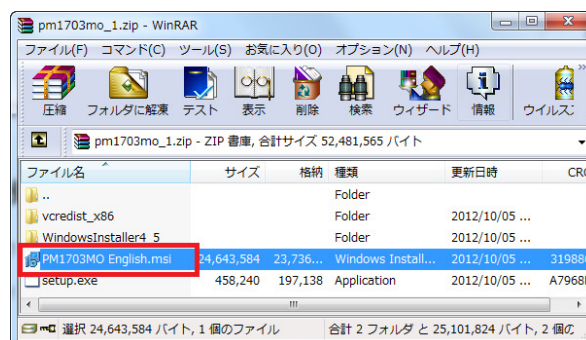 pm1703mo_1.zip - WinRAR
ファイル(F) コマンド(C) ツール(S) お気に入り(O) オプション(N) ヘルプ(H)
圧縮 フォルダに解凍 テスト 表示 削除 検索 ウィザード 情報 ウイルス:
pm1703mo_1.zip - ZIP 書庫, 合計サイズ 52,481,565 バイト
ファイル名 サイズ 格納 種類 更新日時 CRC
.. Folder
vcredist_x86 Folder 2012/10/05 ...
WindowsInstaller4_5 Folder 2012/10/05 ...
PM1703MO English.msi 24,643,584 23,736... Windows Install... 2012/10/05 ... 31988
setup.exe 458,240 197,138 Application 2012/10/05 ... A7968
選択 24,643,584 バイト, 1 個のファイル 合計 2 フォルダ と 25,101,824 バイト, 2 個の